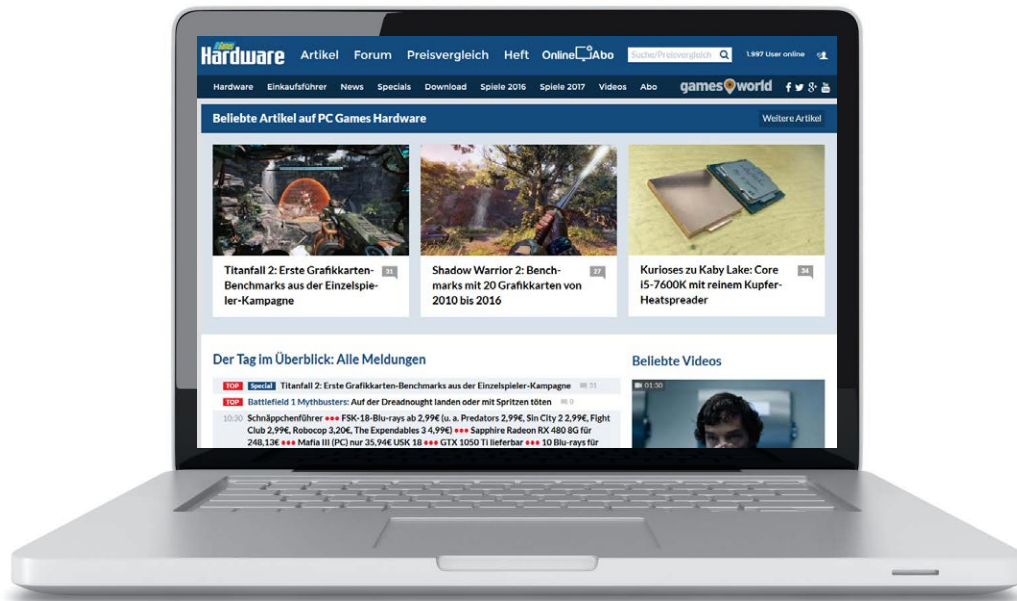 PC Games
Hardware Artikel Forum Preisvergleich Heft Online Abo Suche/Preisvergleich 1.997 User online
Hardware Einkaufsführer News Specials Download Spiele 2016 Spiele 2017 Videos Abo games world
Beliebte Artikel auf PC Games Hardware Weitere Artikel
Titanfall 2: Erste Grafikkarten-
Benchmarks aus der Einzelspie-
ler-Kampagne
31
Shadow Warrior 2: Bench-
marks mit 20 Grafikkarten von
2010 bis 2016
27
Kurioses zu Kaby Lake: Core
i5-7600K mit reinem Kupfer-
Heatspreader
34
Der Tag im Überblick: Alle Meldungen
TOP Special Titanfall 2: Erste Grafikkarten-Benchmarks aus der Einzelspieler-Kampagne 31
TOP Battlefield 1 Mythbusters: Auf der Dreadnought landen oder mit Spritzen töten 0
10:30 Schnäppchenführer ●●● FSK-18-Blu-rays ab 2,99€ (u. a. Predators 2,99€, Sin City 2 2,99€, Fight
Club 2,99€, Robocop 3,20€, The Expendables 3 4,99€) ●●● Sapphire Radeon RX 480 8G für
248,13€ ●●● Mafia III (PC) nur 35,94€ USK 18 ●●● GTX 1050 Ti lieferbar ●●● 10 Blu-rays für
Beliebte Videos
01:30